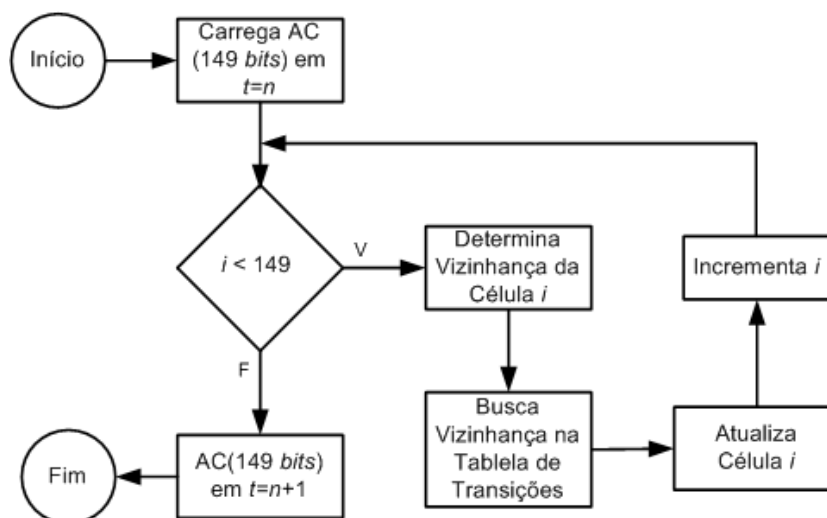 Início
Carrega AC
(149 bits) em
t=n
i < 149
V
F
Determina
Vizinhança da
Célula i
Busca
Vizinhança na
Tablela de
Transições
Atualiza
Célula i
Incrementa i
AC(149 bits)
em t=n+1
Fim